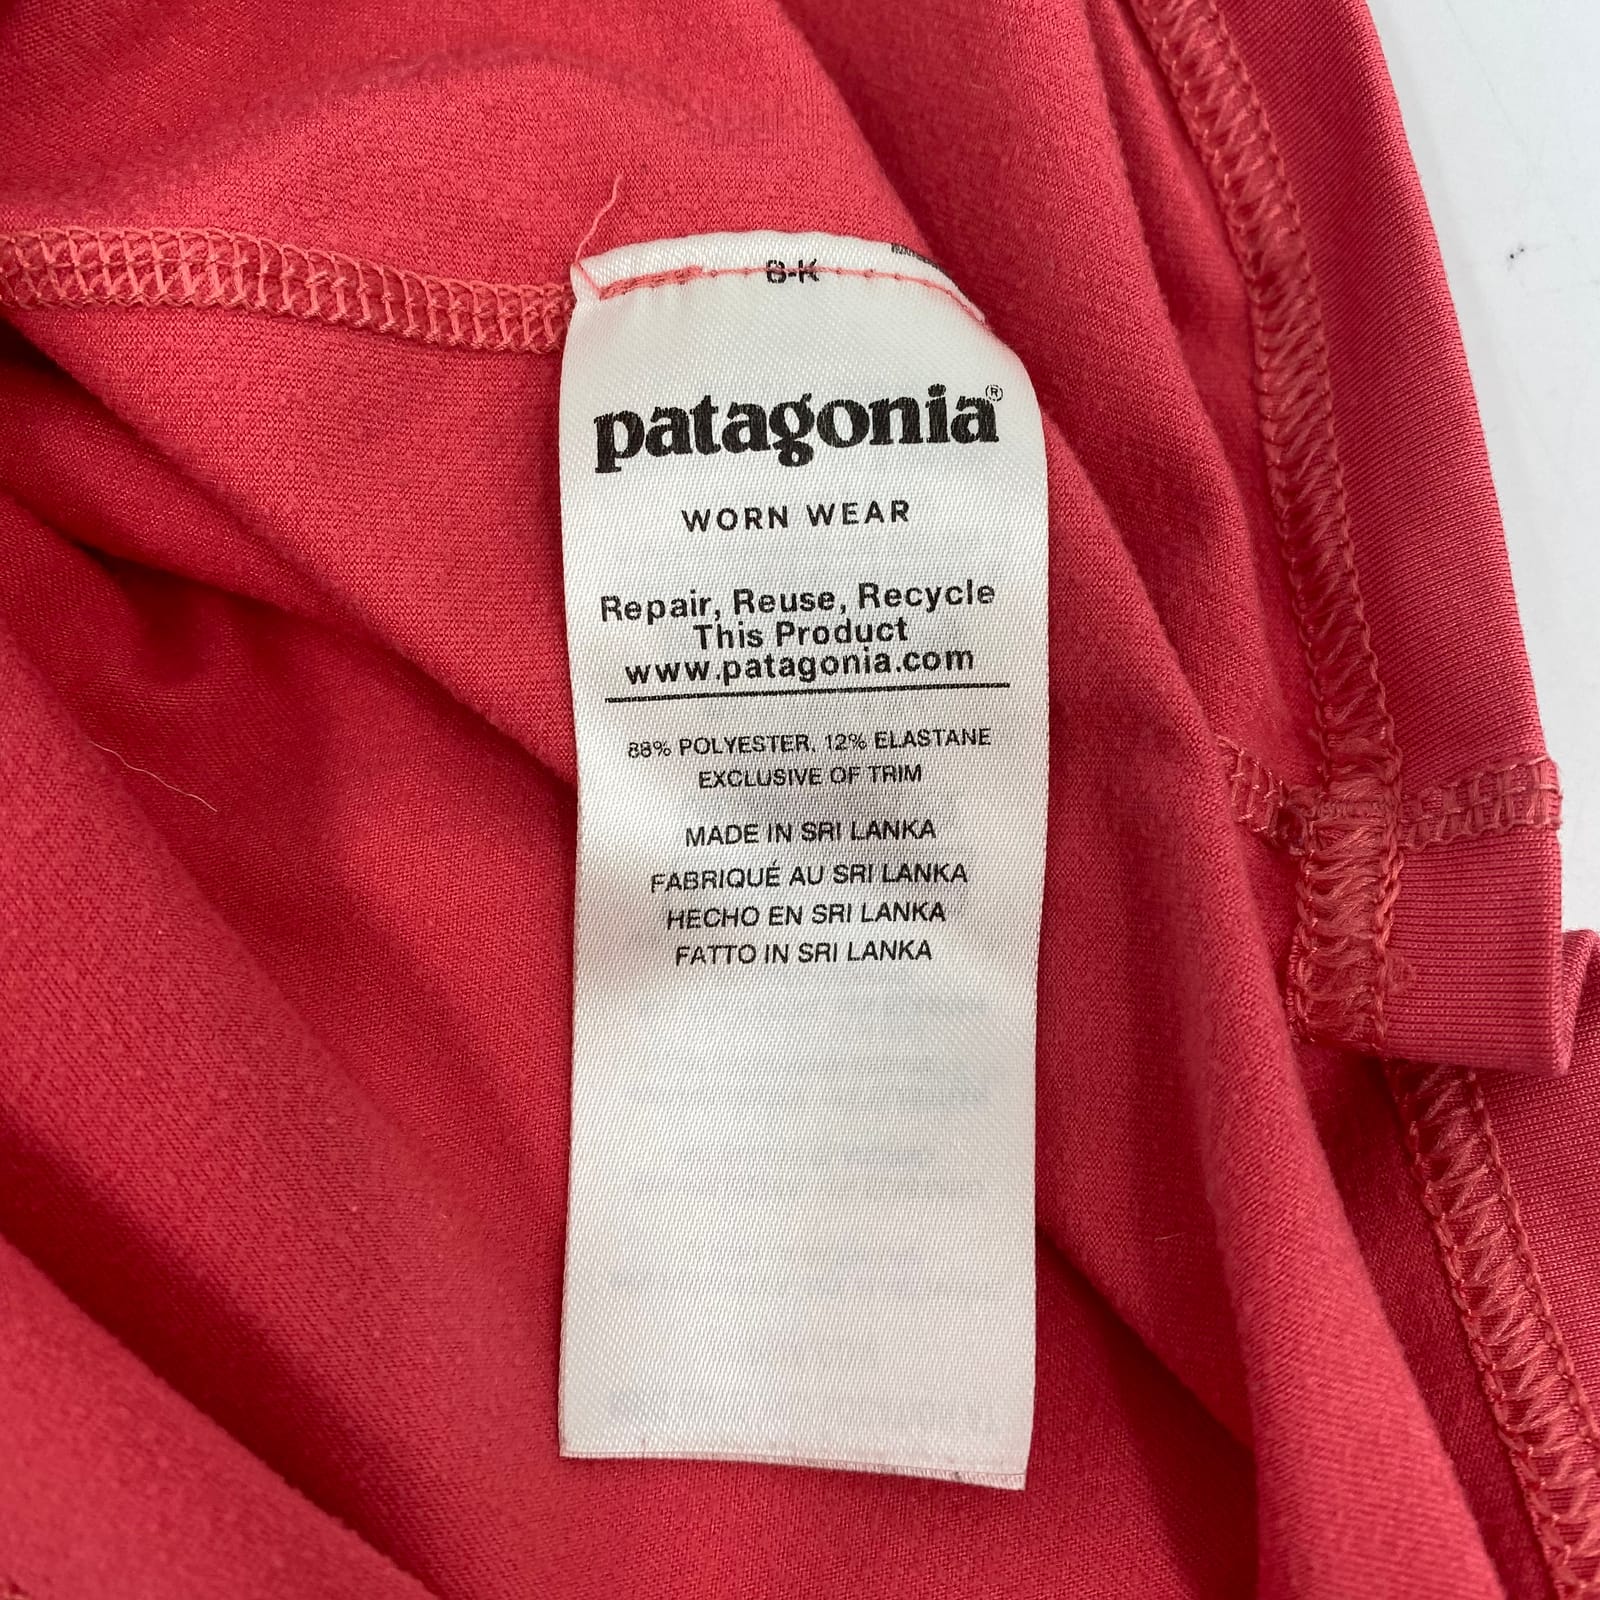 patagonia®
WORN WEAR
Repair, Reuse, Recycle
This Product
www.patagonia.com
88% POLYESTER, 12% ELASTANE
EXCLUSIVE OF TRIM
MADE IN SRI LANKA
FABRIQUÉ AU SRI LANKA
HECHO EN SRI LANKA
FATTO IN SRI LANKA